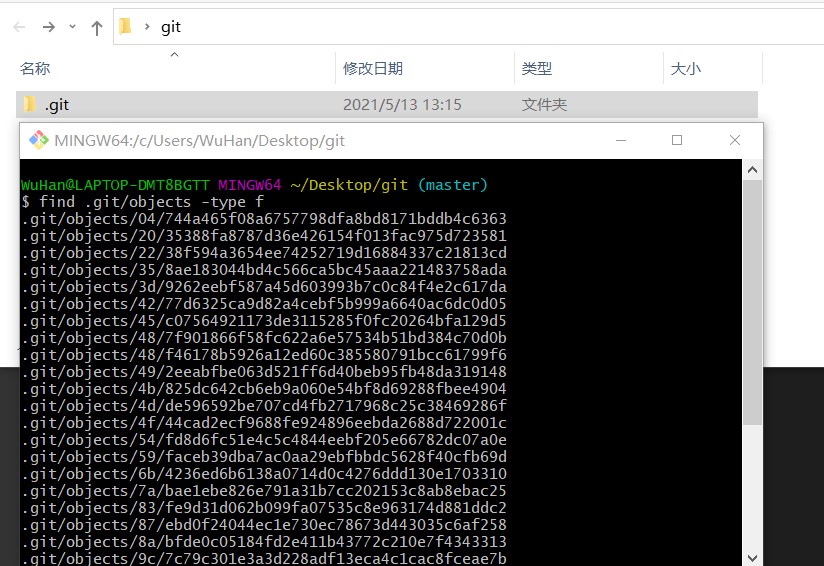 git
名称 修改日期 类型 大小
.git 2021/5/13 13:15 文件夹
MINGW64:/c/Users/WuHan/Desktop/git
WuHan@LAPTOP-DMT8BGTT MINGW64 ~/Desktop/git (master)
$ find .git/objects -type f
.git/objects/04/744a465f08a6757798dfa8bd8171bddb4c6363
.git/objects/20/35388fa8787d36e426154f013fac975d723581
.git/objects/22/38f594a3654ee74252719d16884337c21813cd
.git/objects/35/8ae183044bd4c566ca5bc45aaa221483758ada
.git/objects/3d/9262eebf587a45d603993b7c0c84f4e2c617da
.git/objects/42/77d6325ca9d82a4cebf5b999a6640ac6dc0d05
.git/objects/45/c07564921173de3115285f0fc20264bfa129d5
.git/objects/48/7f901866f58fc622a6e57534b51bd384c70d0b
.git/objects/48/f46178b5926a12ed60c385580791bcc61799f6
.git/objects/49/2eeabfbe063d521ff6d40beb95fb48da319148
.git/objects/4b/825dc642cb6eb9a060e54bf8d69288fbee4904
.git/objects/4d/de596592be707cd4fb2717968c25c38469286f
.git/objects/4f/44cad2ecf9688fe924896eebda2688d722001c
.git/objects/54/fd8d6fc51e4c5c4844eebf205e66782dc07a0e
.git/objects/59/faceb39dba7ac0aa29ebfbbdc5628f40cfb69d
.git/objects/6b/4236ed6b6138a0714d0c4276ddd130e1703310
.git/objects/7a/bae1ebe826e791a31b7cc202153c8ab8ebac25
.git/objects/83/fe9d31d062b099fa07535c8e963174d881ddc2
.git/objects/87/ebd0f24044ec1e730ec78673d443035c6af258
.git/objects/8a/bfde0c05184fd2e411b43772c210e7f4343313
.git/objects/9c/7c79c301e3a3d228adf13eca4c1cac8fceae7b